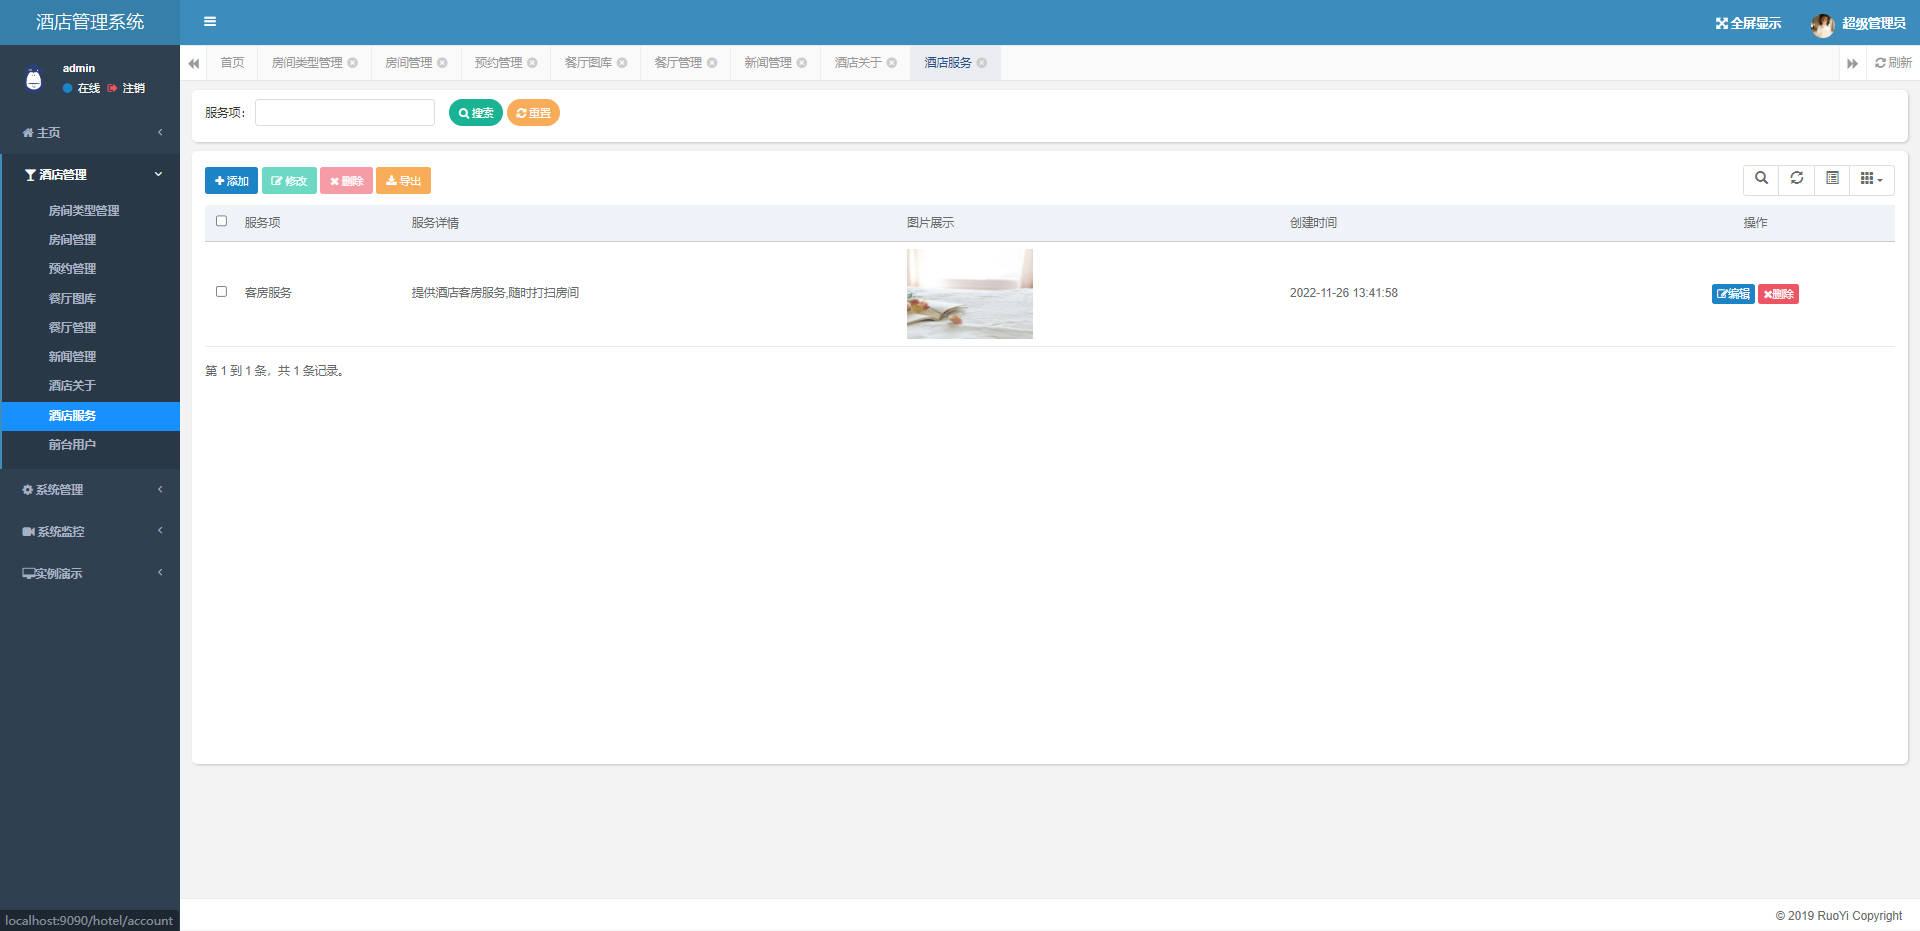 酒店管理系统
全屏显示
超级管理员
admin
在线 注销
首页 房间类型管理 房间管理 预约管理 餐厅图库 餐厅管理 新闻管理 酒店关于 酒店服务
刷新
主页
酒店管理
房间类型管理
房间管理
预约管理
餐厅图库
餐厅管理
新闻管理
酒店关于
酒店服务
前台用户
系统管理
系统监控
实例演示
服务项：
搜索 重置
添加 修改 删除 导出
服务项 服务详情 图片展示 创建时间 操作
客房服务 提供酒店客房服务,随时打扫房间 2022-11-26 13:41:58 编辑 删除
第 1 到 1 条，共 1 条记录。
localhost:9090/hotel/account
© 2019 RuoYi Copyright